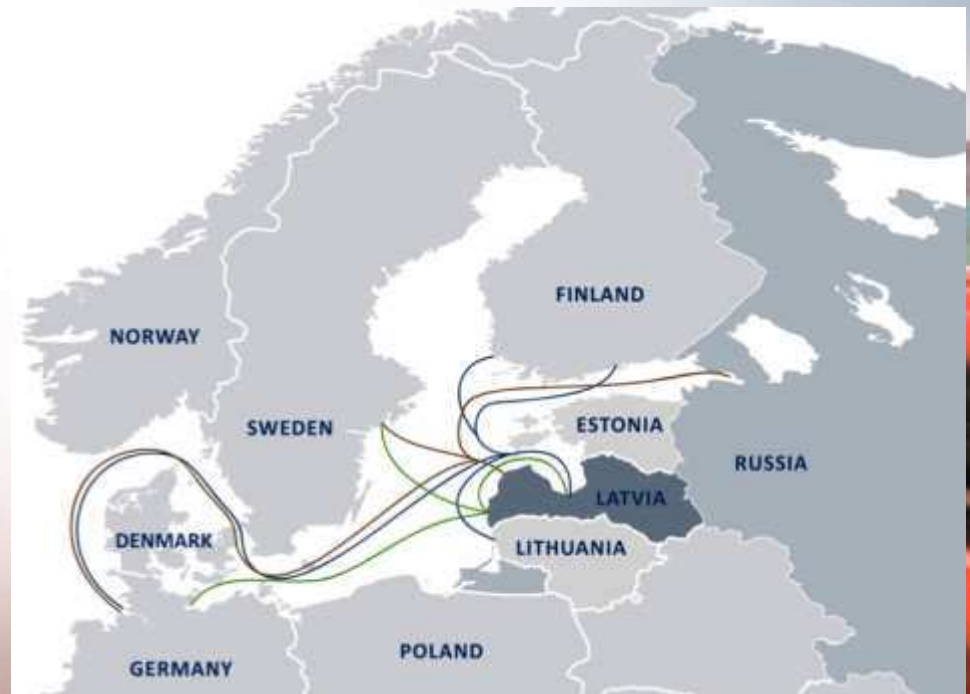 FINLAND
NORWAY
SWEDEN
ESTONIA
RUSSIA
LATVIA
DENMARK
LITHUANIA
POLAND
GERMANY